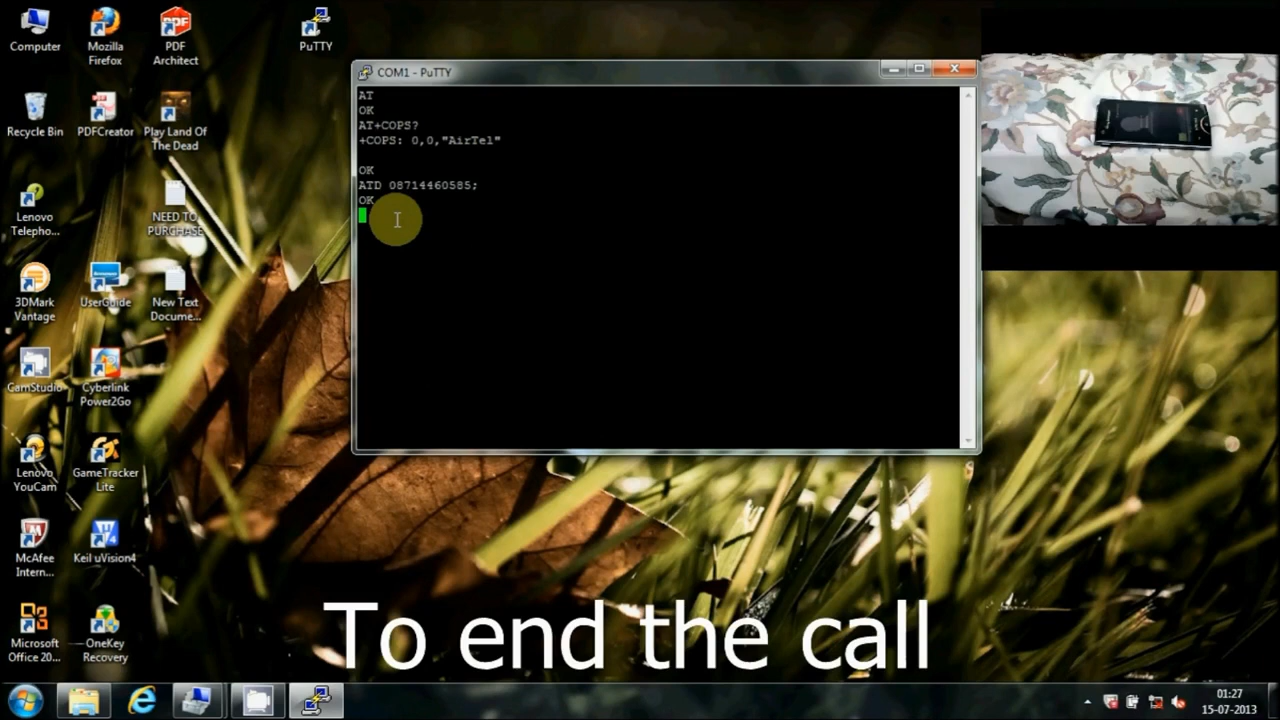 Computer
Mozilla
Firefox
PDF
Architect
PuTTY
Recycle Bin
PDFCreator
Play Land Of
The Dead
Lenovo
Telepho...
NEED TO
PURCHASE
3DMark
Vantage
UserGuide
New Text
Docume...
GamStudio
Cyberlink
Power2Go
Lenovo
YouCam
GameTracker
Lite
McAfee
Intern...
Keil uVision4
Microsoft
Office 20...
OneKey
Recovery
COM1 - PuTTY
AT
OK
AT+COPS?
+COPS: 0,0,"AirTel"
OK
ATD 08714460585;
OK
To end the call
01:27
15-07-2013